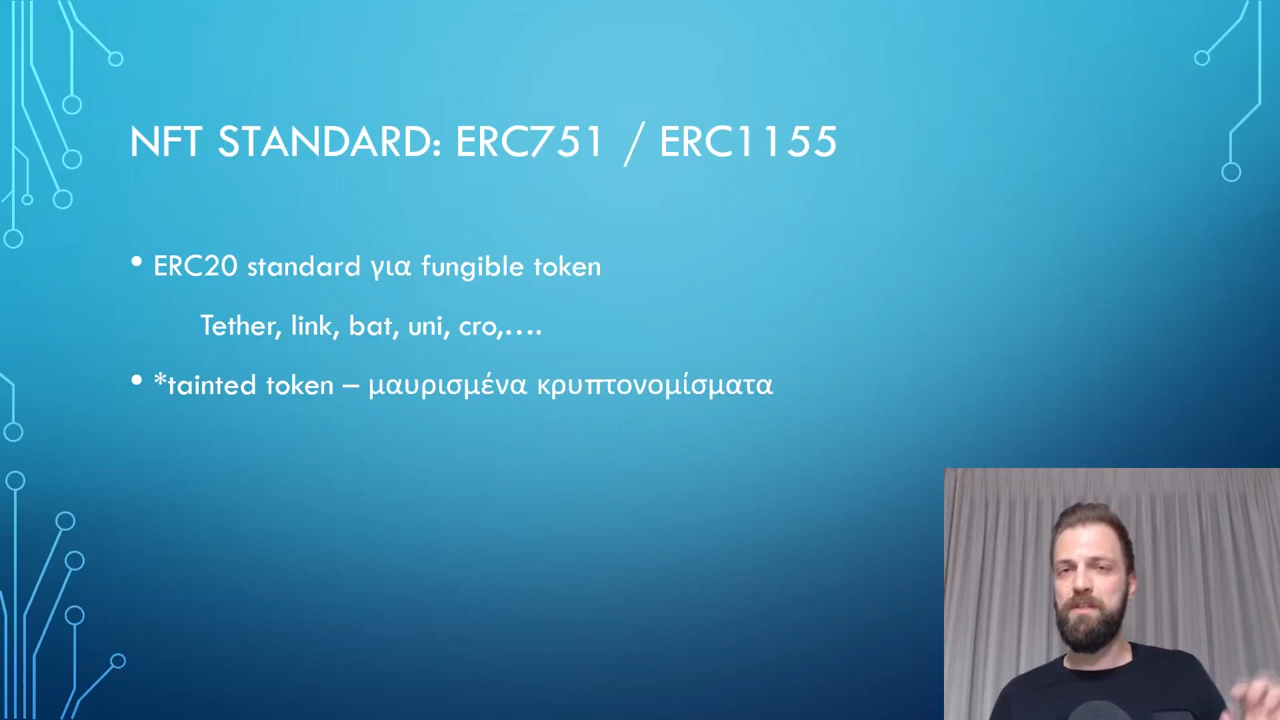 NFT STANDARD: ERC751 / ERC1155
• ERC20 standard για fungible token
Tether, link, bat, uni, cro,....
• *tainted token – μαυρισμένα κρυπτονομίσματα